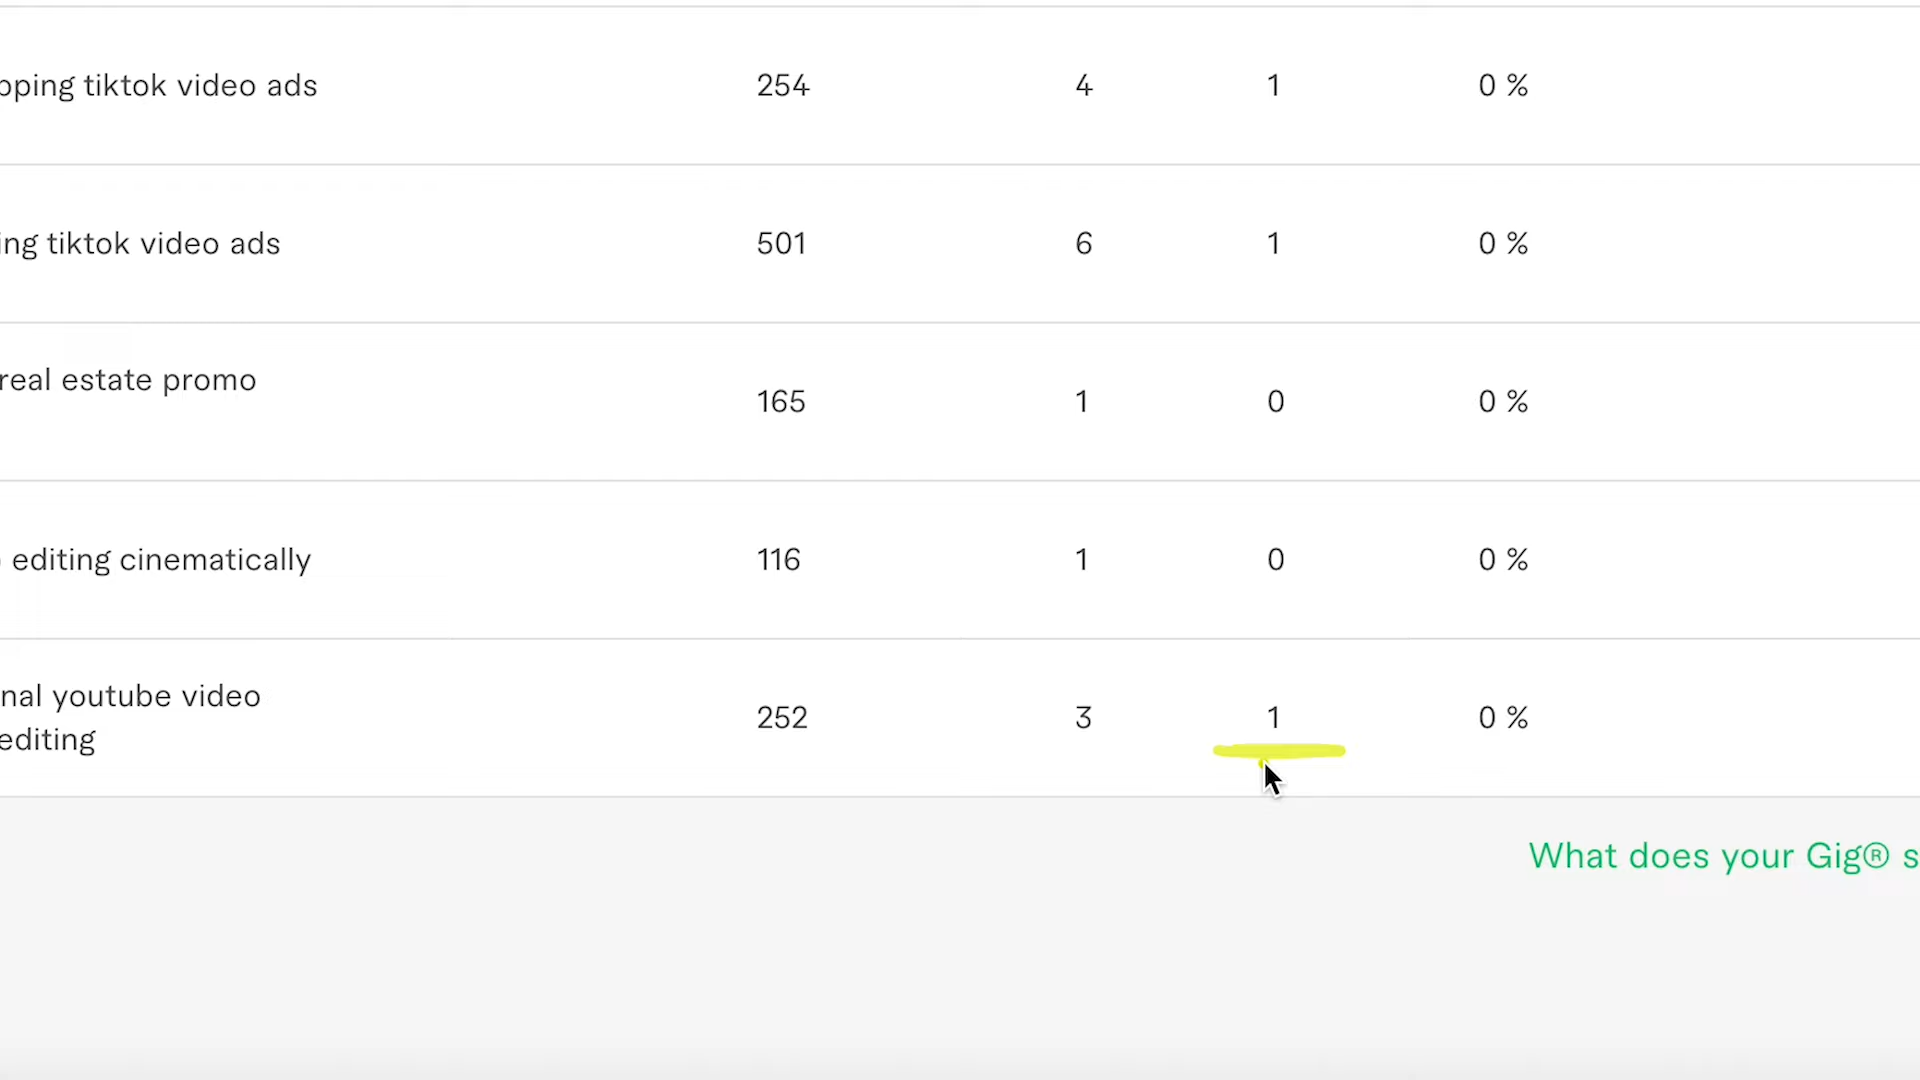 pping tiktok video ads 254 4 1 0 %
ing tiktok video ads 501 6 1 0 %
real estate promo 165 1 0 0 %
editing cinematically 116 1 0 0 %
nal youtube video
editing 252 3 1 0 %
What does your Gig® s